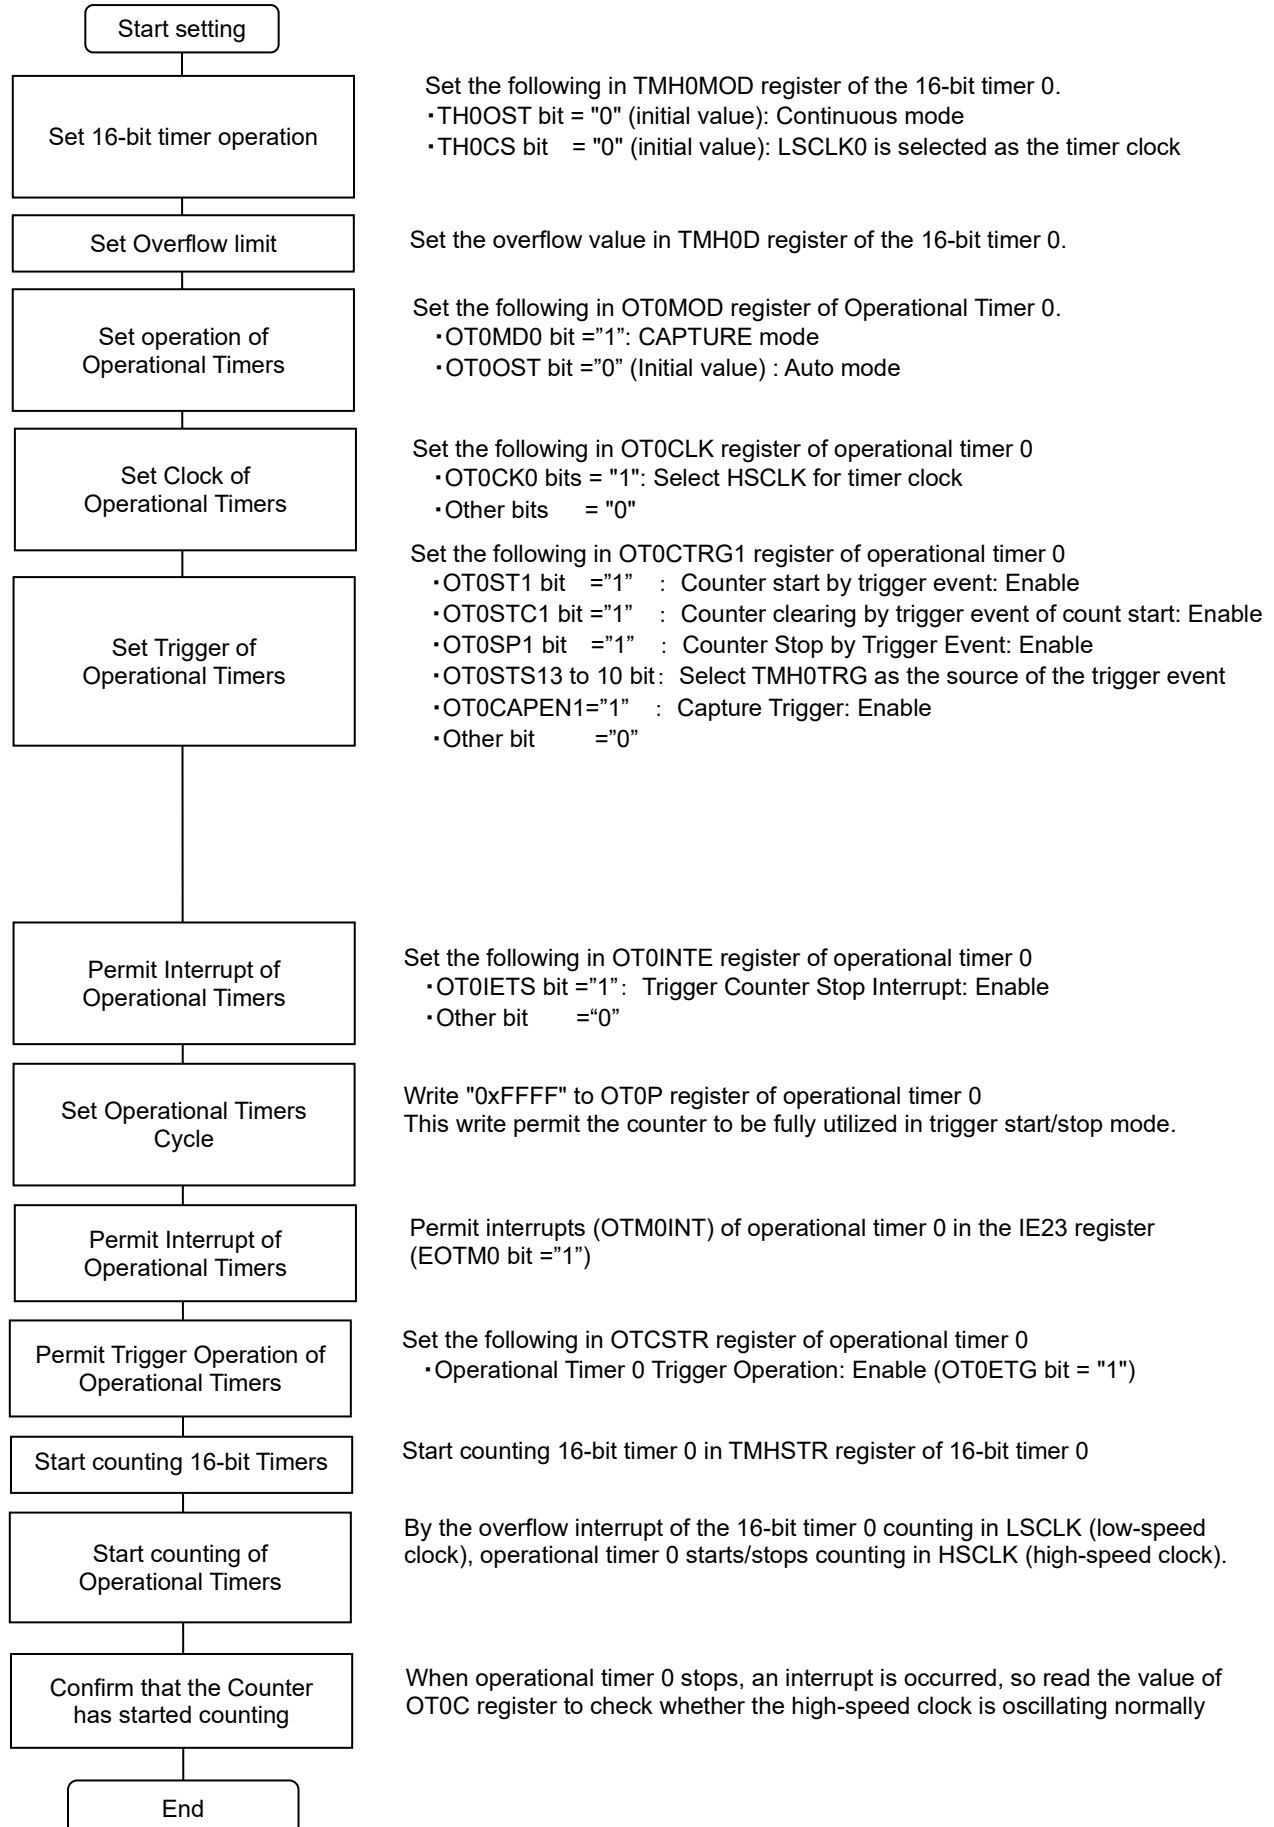 Start setting
Set 16-bit timer operation
Set the following in TMH0MOD register of the 16-bit timer 0.
・TH0OST bit = "0" (initial value): Continuous mode
・TH0CS bit = "0" (initial value): LSCLK0 is selected as the timer clock
Set Overflow limit
Set the overflow value in TMH0D register of the 16-bit timer 0.
Set operation of
Operational Timers
Set the following in OT0MOD register of Operational Timer 0.
・OT0MD0 bit =”1”: CAPTURE mode
・OT0OST bit =”0” (Initial value) : Auto mode
Set Clock of
Operational Timers
Set the following in OT0CLK register of operational timer 0
・OT0CK0 bits = "1": Select HSCLK for timer clock
・Other bits = "0"
Set Trigger of
Operational Timers
Set the following in OT0CTRG1 register of operational timer 0
・OT0ST1 bit =”1” : Counter start by trigger event: Enable
・OT0STC1 bit =”1” : Counter clearing by trigger event of count start: Enable
・OT0SP1 bit =”1” : Counter Stop by Trigger Event: Enable
・OT0STS13 to 10 bit: Select TMH0TRG as the source of the trigger event
・OT0CAPEN1=”1” : Capture Trigger: Enable
・Other bit =”0”
Permit Interrupt of
Operational Timers
Set the following in OT0INTE register of operational timer 0
・OT0IETS bit =”1”: Trigger Counter Stop Interrupt: Enable
・Other bit =“0”
Set Operational Timers
Cycle
Write "0xFFFF" to OT0P register of operational timer 0
This write permit the counter to be fully utilized in trigger start/stop mode.
Permit Interrupt of
Operational Timers
Permit interrupts (OTM0INT) of operational timer 0 in the IE23 register
(EOTM0 bit =”1”)
Permit Trigger Operation of
Operational Timers
Set the following in OTCSTR register of operational timer 0
・Operational Timer 0 Trigger Operation: Enable (OT0ETG bit = "1")
Start counting 16-bit Timers
Start counting 16-bit timer 0 in TMHSTR register of 16-bit timer 0
Start counting of
Operational Timers
By the overflow interrupt of the 16-bit timer 0 counting in LSCLK (low-speed
clock), operational timer 0 starts/stops counting in HSCLK (high-speed clock).
Confirm that the Counter
has started counting
When operational timer 0 stops, an interrupt is occurred, so read the value of
OT0C register to check whether the high-speed clock is oscillating normally
End